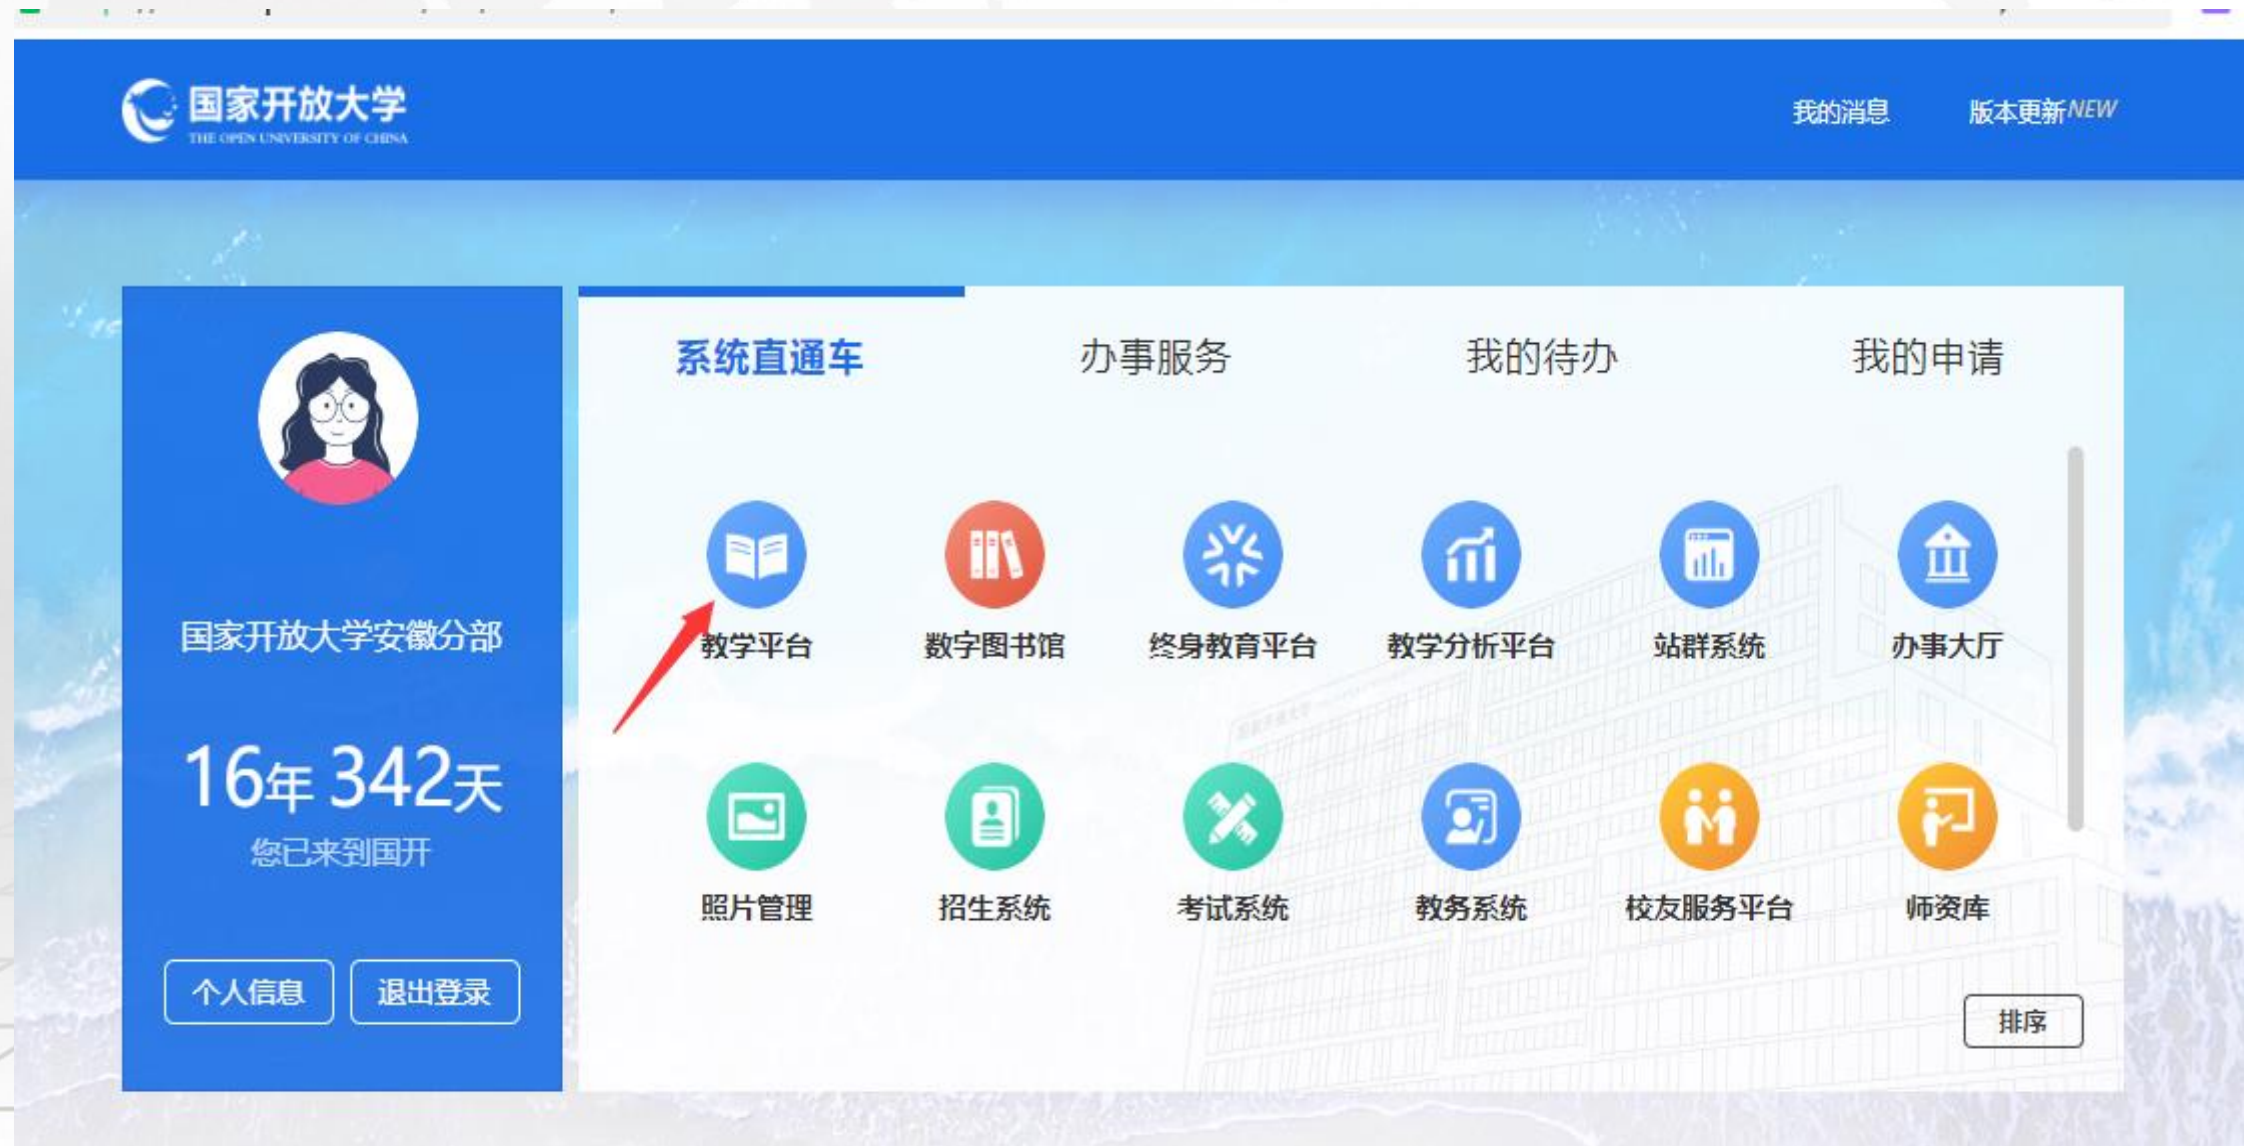 国家开放大学
THE OPEN UNIVERSITY OF CHINA
我的消息
版本更新NEW
国家开放大学安徽分部
16年342天
您已来到国开
个人信息
退出登录
系统直通车
办事服务
我的待办
我的申请
教学平台
数字图书馆
终身教育平台
教学分析平台
站群系统
办事大厅
照片管理
招生系统
考试系统
教务系统
校友服务平台
师资库
排序